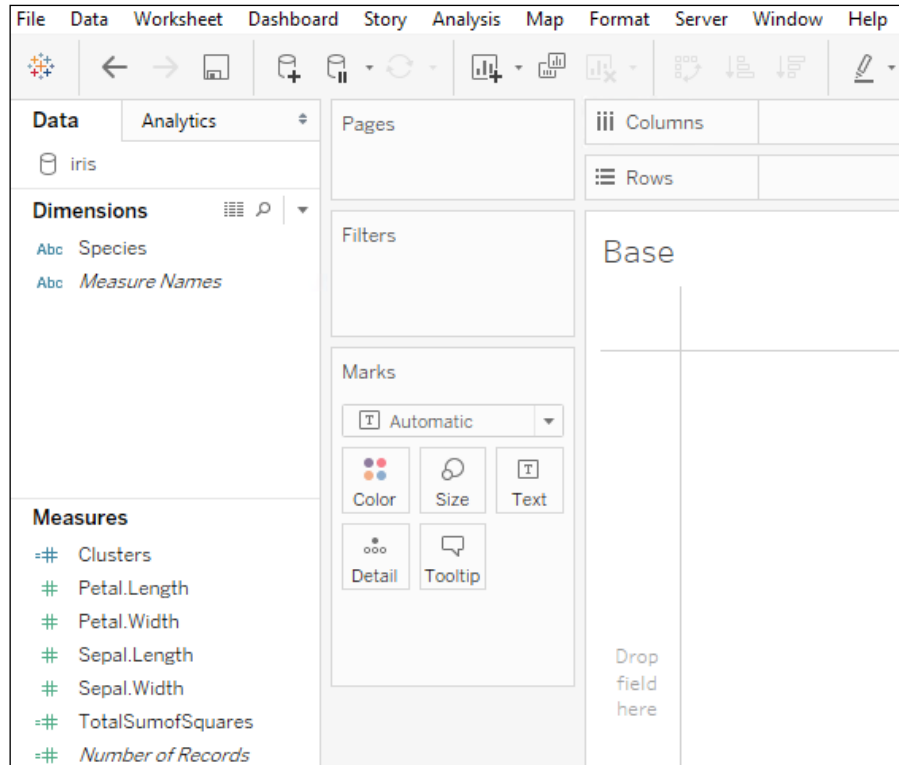 File Data Worksheet Dashboard Story Analysis Map Format Server Window Help
Data Analytics
iris
Dimensions
Abc Species
Abc Measure Names
Measures
Clusters
Petal.Length
Petal.Width
Sepal.Length
Sepal.Width
TotalSumofSquares
Number of Records
Pages
Filters
Marks
T Automatic
Color Size T Text
Detail Tooltip
Columns
Rows
Base
Drop
field
here